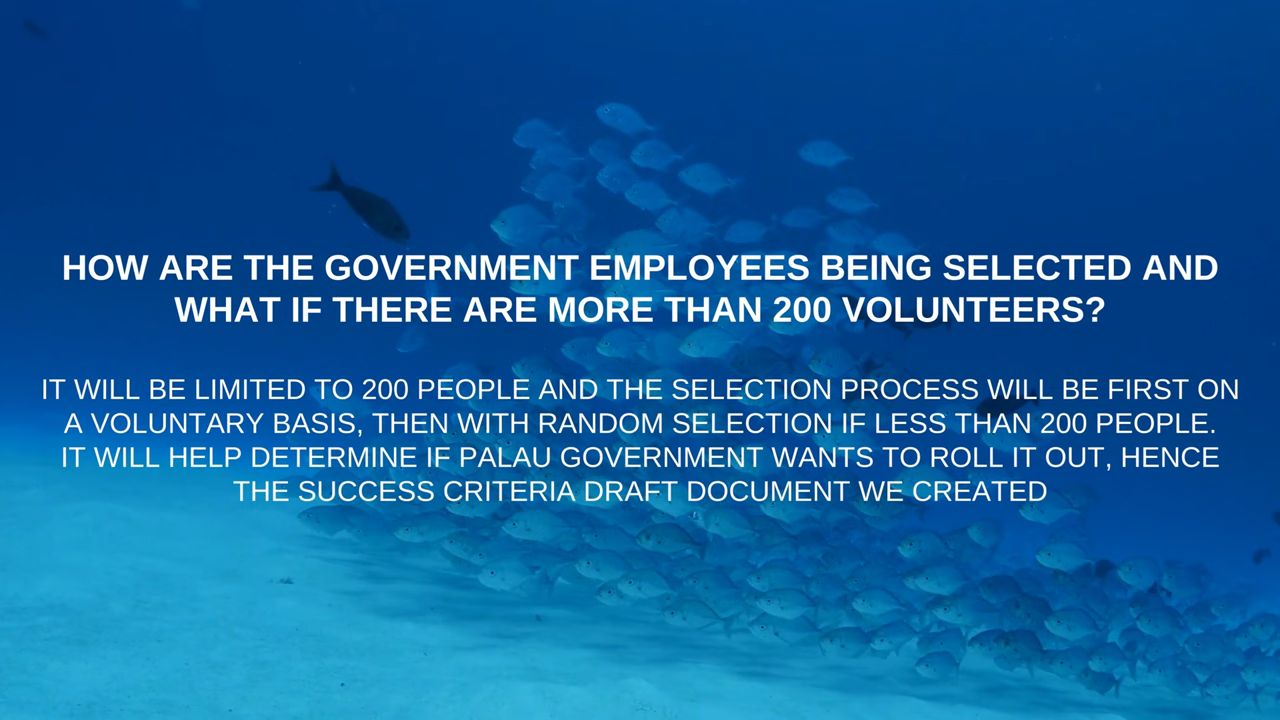 HOW ARE THE GOVERNMENT EMPLOYEES BEING SELECTED AND
WHAT IF THERE ARE MORE THAN 200 VOLUNTEERS?
IT WILL BE LIMITED TO 200 PEOPLE AND THE SELECTION PROCESS WILL BE FIRST ON
A VOLUNTARY BASIS, THEN WITH RANDOM SELECTION IF LESS THAN 200 PEOPLE.
IT WILL HELP DETERMINE IF PALAU GOVERNMENT WANTS TO ROLL IT OUT, HENCE
THE SUCCESS CRITERIA DRAFT DOCUMENT WE CREATED